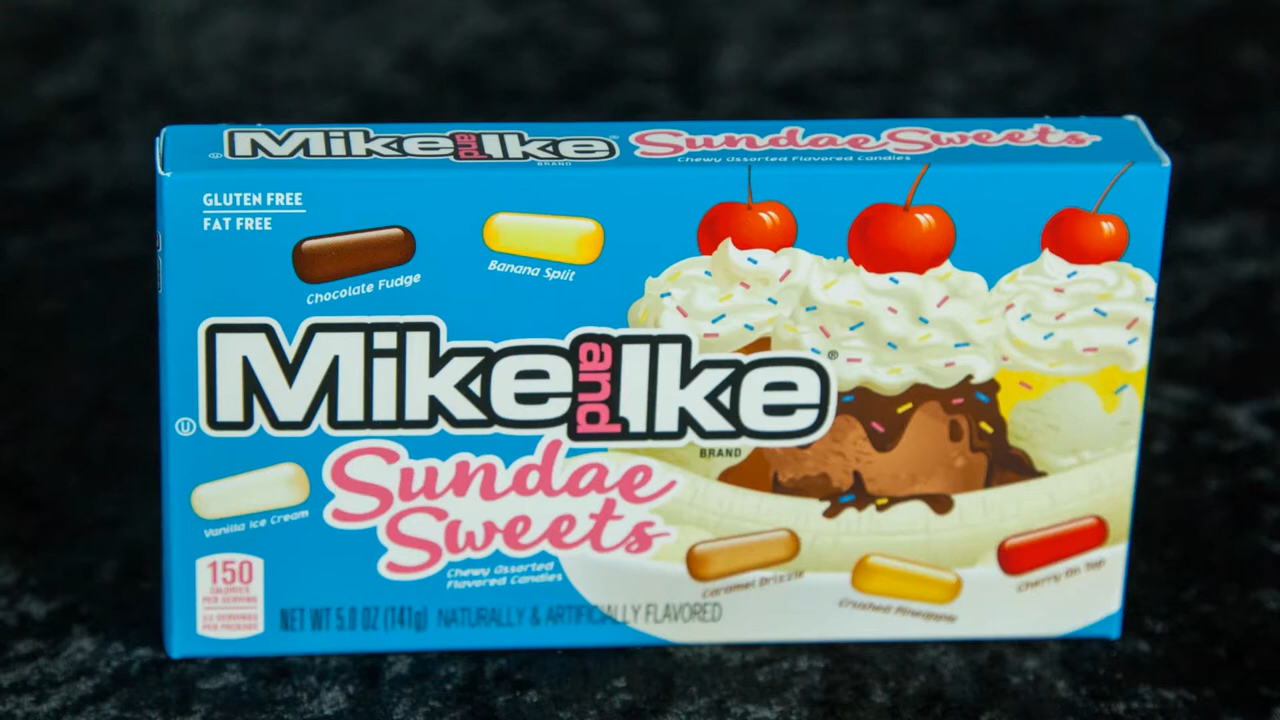 Mike and Ike Sundae Sweets
BRAND
Chewy Assorted Flavored Candies
GLUTEN FREE
FAT FREE
Chocolate Fudge
Banana Split
Mike and Ike®
BRAND
Sundae
Sweets
Vanilla Ice Cream
Chewy Assorted
Flavored Candies
Caramel Drizzle
Crushed Pineapple
Cherry On Top
150
CALORIES
PER SERVING
NET WT 5.0 OZ (141g) NATURALLY & ARTIFICIALLY FLAVORED